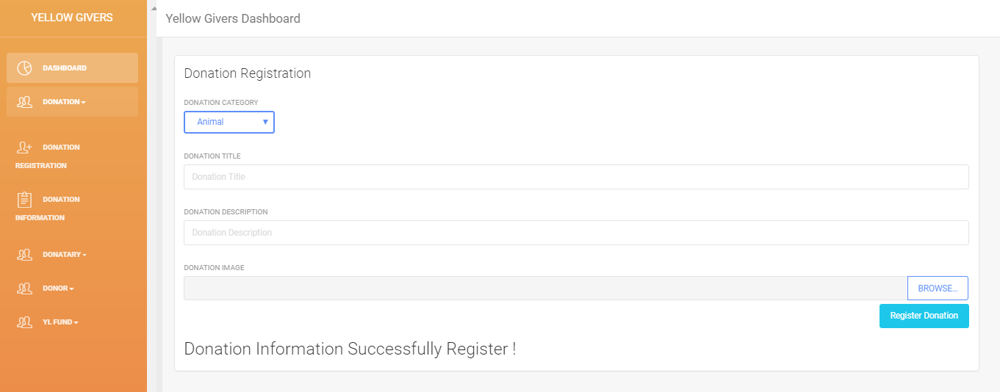 YELLOW GIVERS
Yellow Givers Dashboard
DASHBOARD
DONATION
DONATION
REGISTRATION
DONATION
INFORMATION
DONATARY
DONOR
YL FUND
Donation Registration
DONATION CATEGORY
Animal
DONATION TITLE
Donation Title
DONATION DESCRIPTION
Donation Description
DONATION IMAGE
BROWSE...
Register Donation
Donation Information Successfully Register !